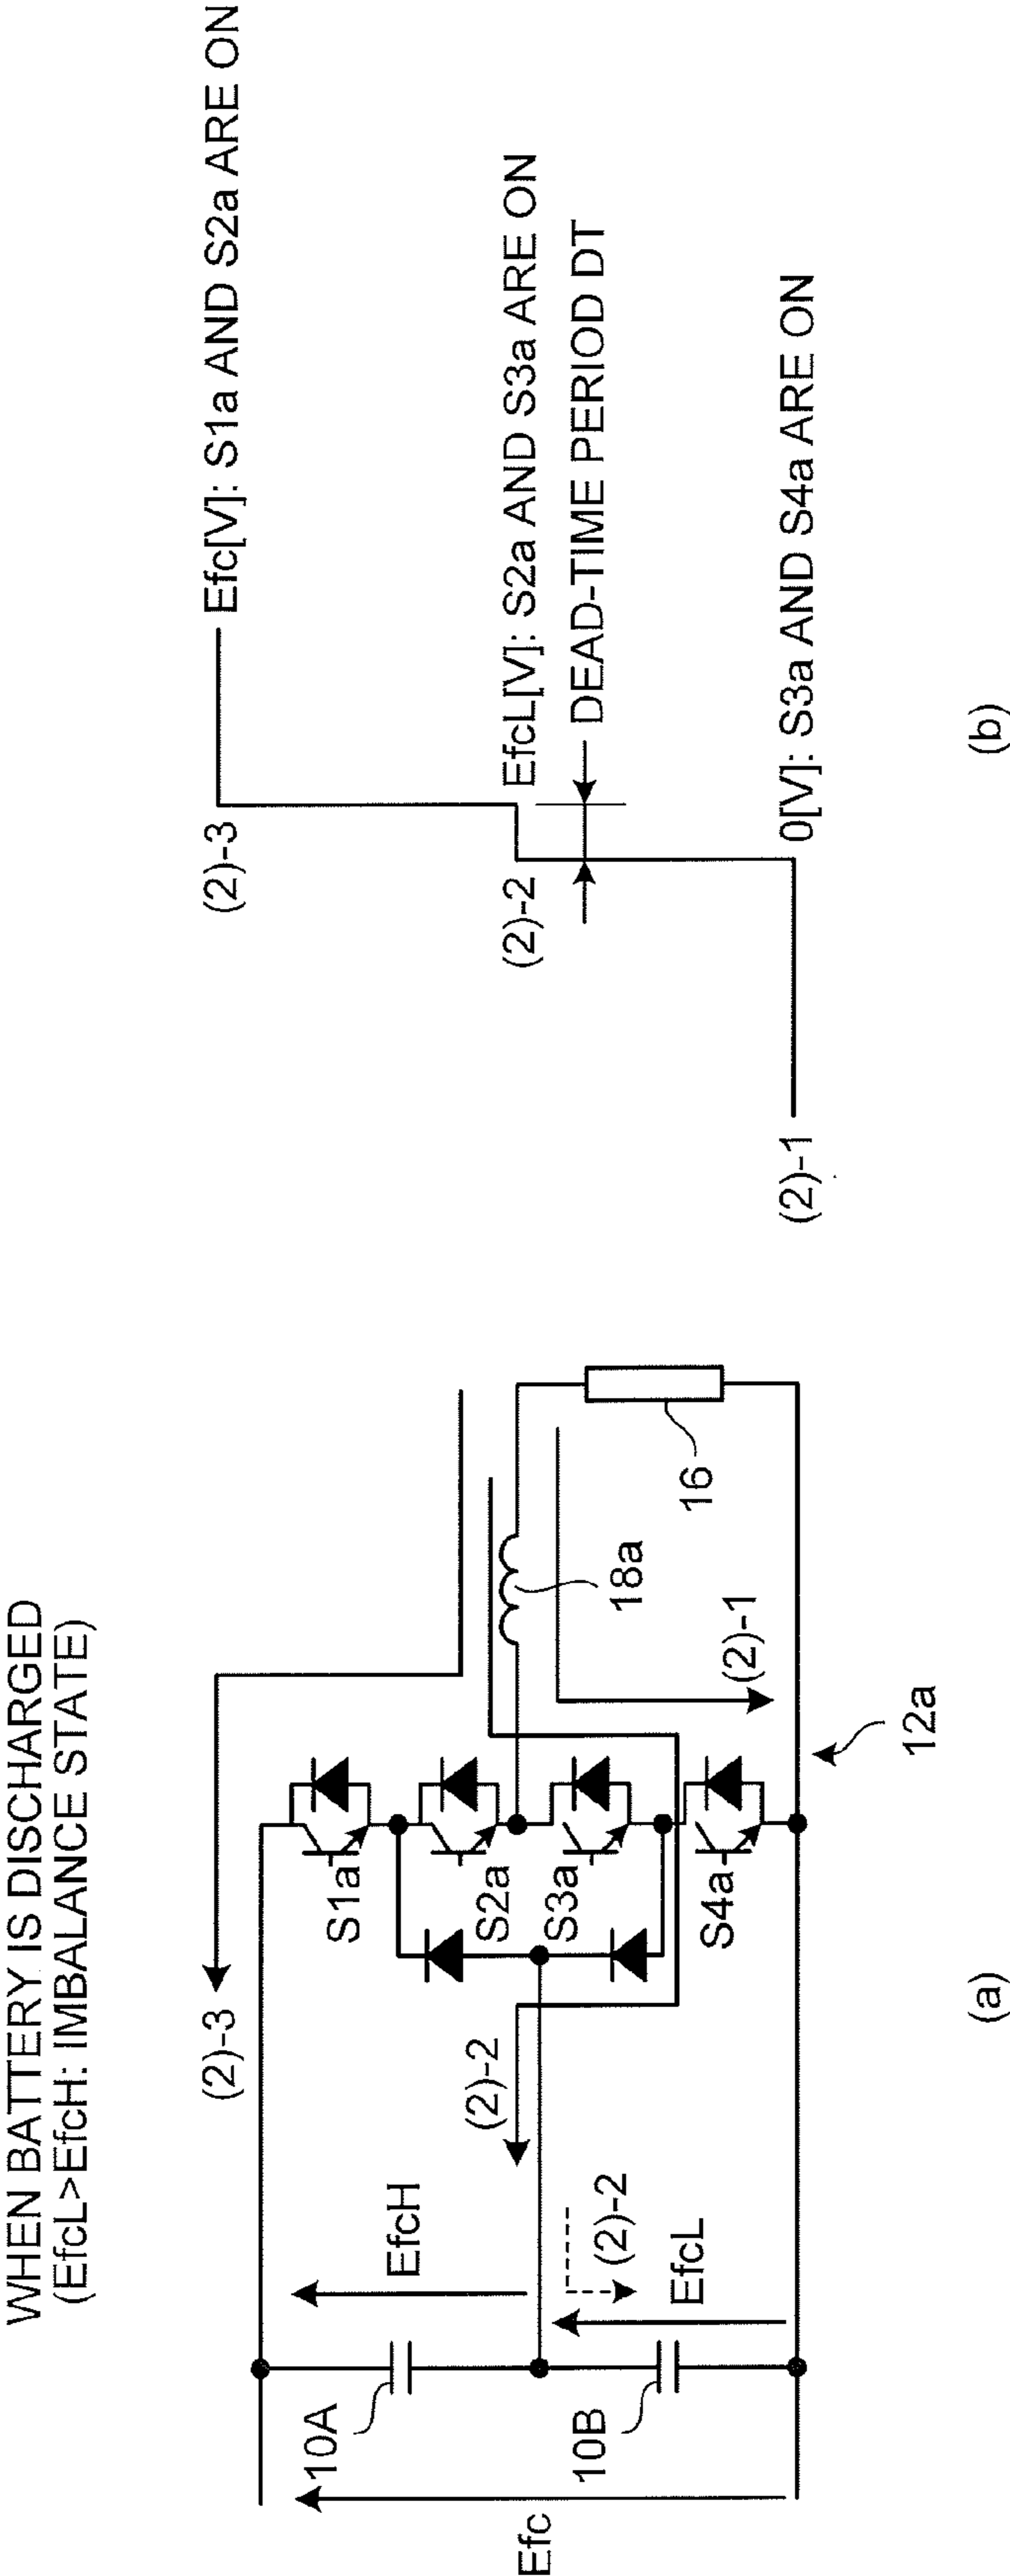 WHEN BATTERY IS DISCHARGED
(EfcL>EfcH: IMBALANCE STATE)
(2)-3
Efc
10A
10B
EfcH
EfcL
(2)-2
(2)-2
S1a
S2a
S3a
S4a
(2)-1
18a
16
12a
(a)
(2)-3
Efc[V]: S1a AND S2a ARE ON
(2)-2
EfcL[V]: S2a AND S3a ARE ON
DEAD-TIME PERIOD DT
(2)-1
0[V]: S3a AND S4a ARE ON
(b)